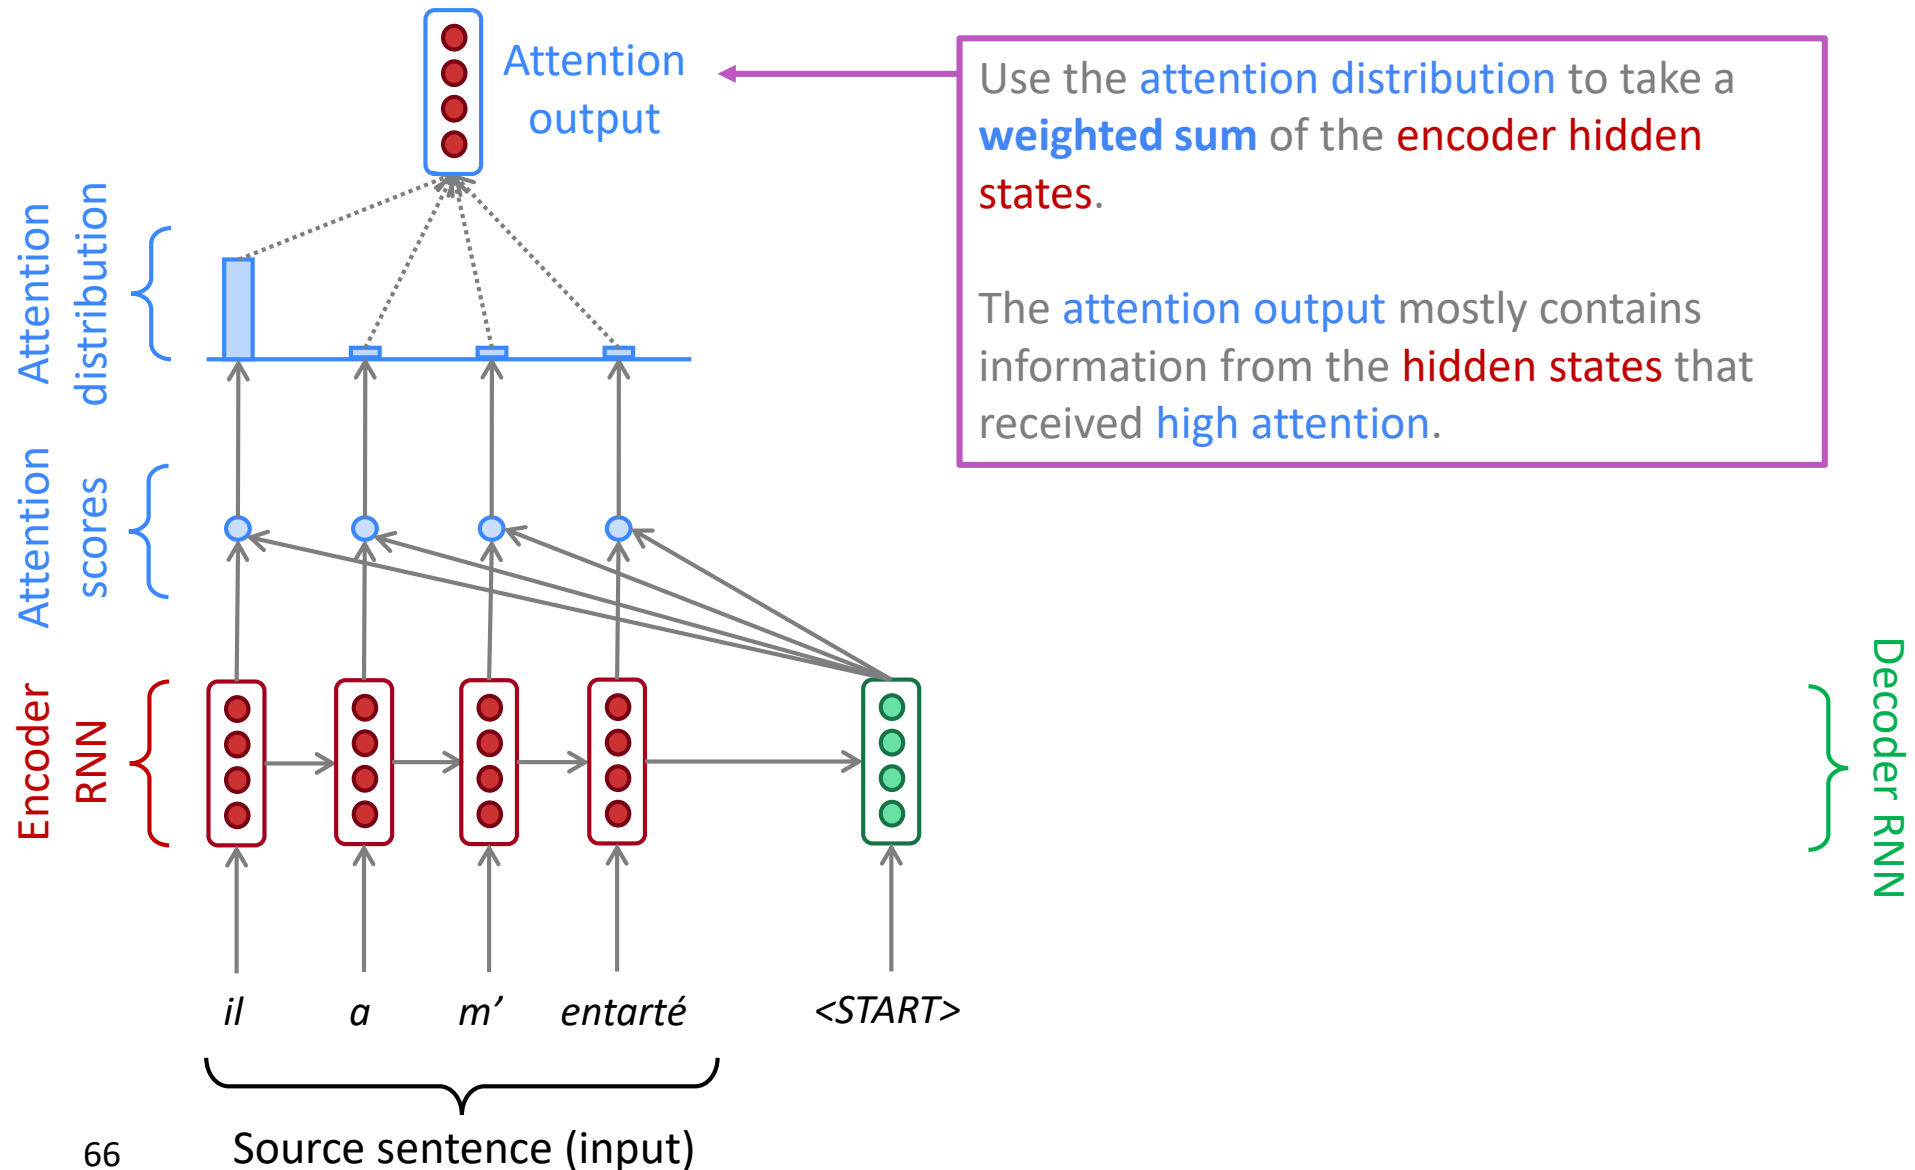 Attention
output
Use the attention distribution to take a
weighted sum of the encoder hidden
states.
The attention output mostly contains
information from the hidden states that
received high attention.
Attention
distribution
Attention
scores
Encoder
RNN
Decoder RNN
il a m’ entarté <START>
Source sentence (input)
66